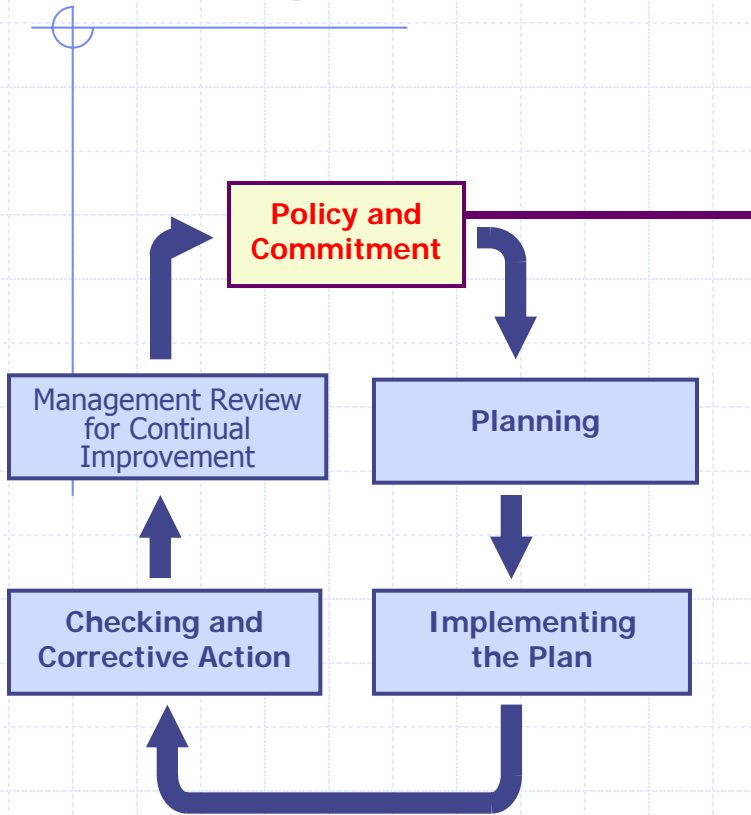 Policy and
Commitment
Management Review
for Continual
Improvement
Planning
Checking and
Corrective Action
Implementing
the Plan